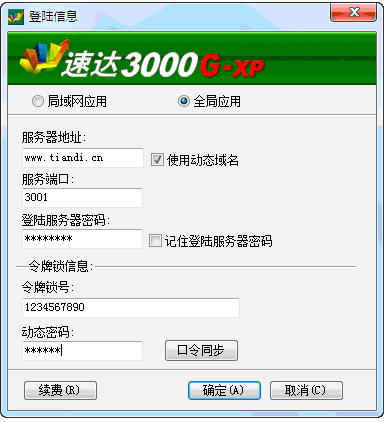 登陆信息
速达3000G-XP
局域网应用 全局应用
服务器地址:
www.tiandi.cn 使用动态域名
服务端口:
3001
登陆服务器密码:
******** 记住登陆服务器密码
令牌锁信息:
令牌锁号:
1234567890
动态密码:
****** 口令同步
续费(R) 确定(A) 取消(C)